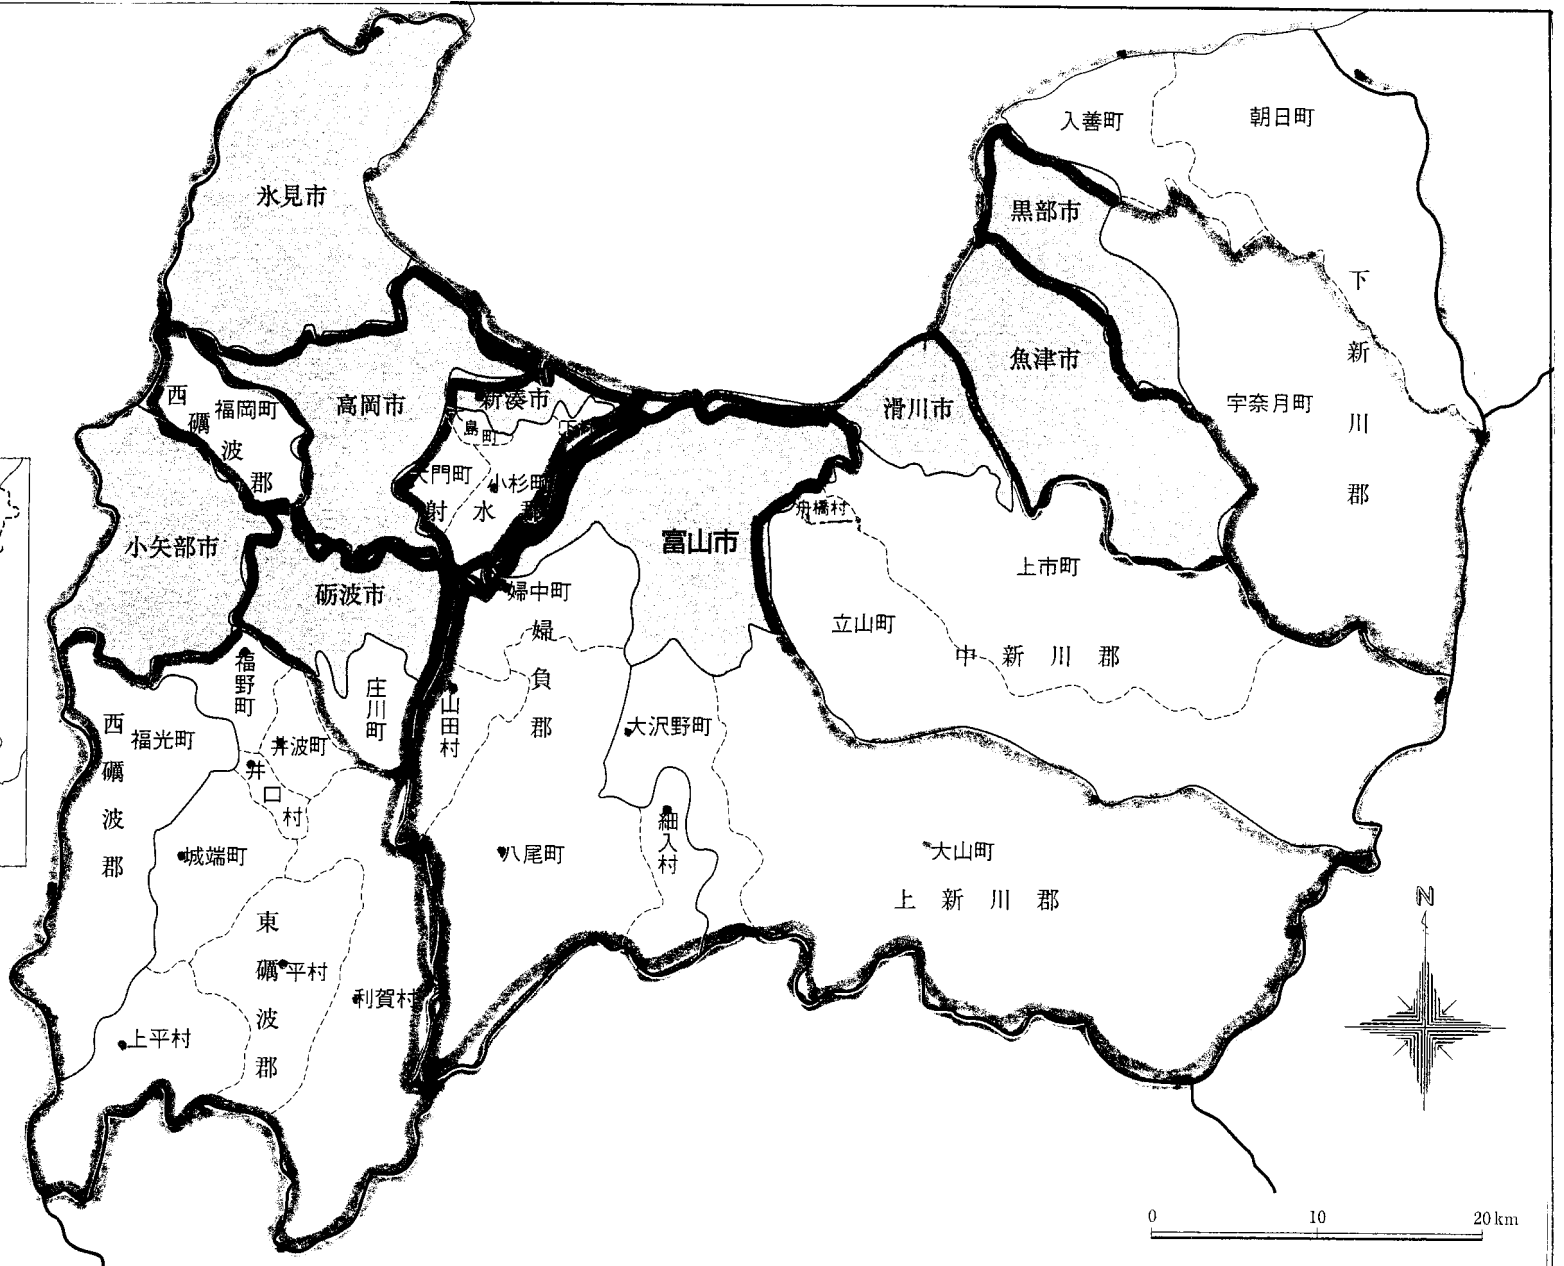 入善町
朝日町
氷見市
黒部市
下新川郡
魚津市
宇奈月町
西礪波郡
福岡町
高岡市
新湊市
滑川市
島町
大門町
小杉町
射水郡
舟橋村
富山市
小矢部市
砺波市
婦中町
上市町
立山町
中新川郡
婦負郡
福野町
庄川町
山田村
西礪波郡
福光町
井波町
大沢野町
井口村
細入村
城端町
八尾町
大山町
上新川郡
東礪波郡
平村
利賀村
上平村
N
0 10 20km